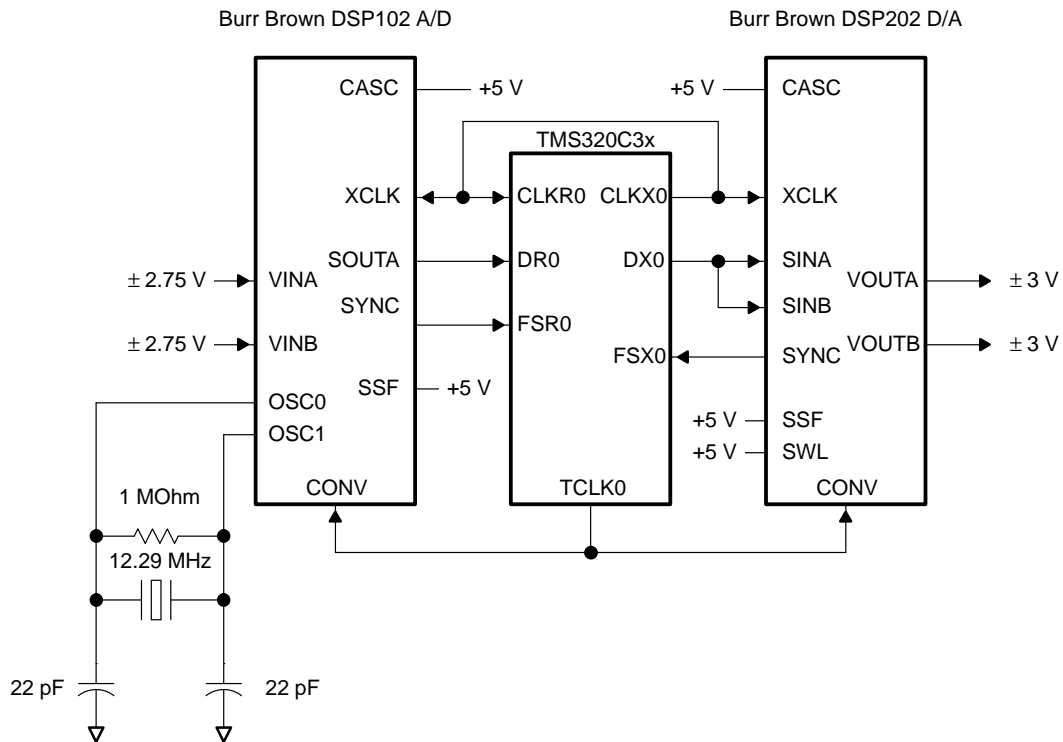 Burr Brown DSP102 A/D
Burr Brown DSP202 D/A
CASC
+5 V
+5 V
CASC
TMS320C3x
XCLK
CLKR0
CLKX0
XCLK
SOUTA
DR0
DX0
SINA
± 2.75 V
VINA
VOUTA
± 3 V
SYNC
FSR0
SINB
± 2.75 V
VINB
FSX0
SYNC
VOUTB
± 3 V
SSF
+5 V
OSC0
+5 V
SSF
OSC1
+5 V
SWL
1 MOhm
CONV
TCLK0
CONV
12.29 MHz
22 pF
22 pF